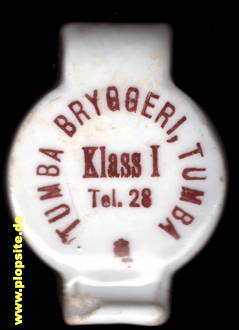 TUMBA BRYGGERI, TUMBA
Klass I
Tel. 28
www.plopsite.de